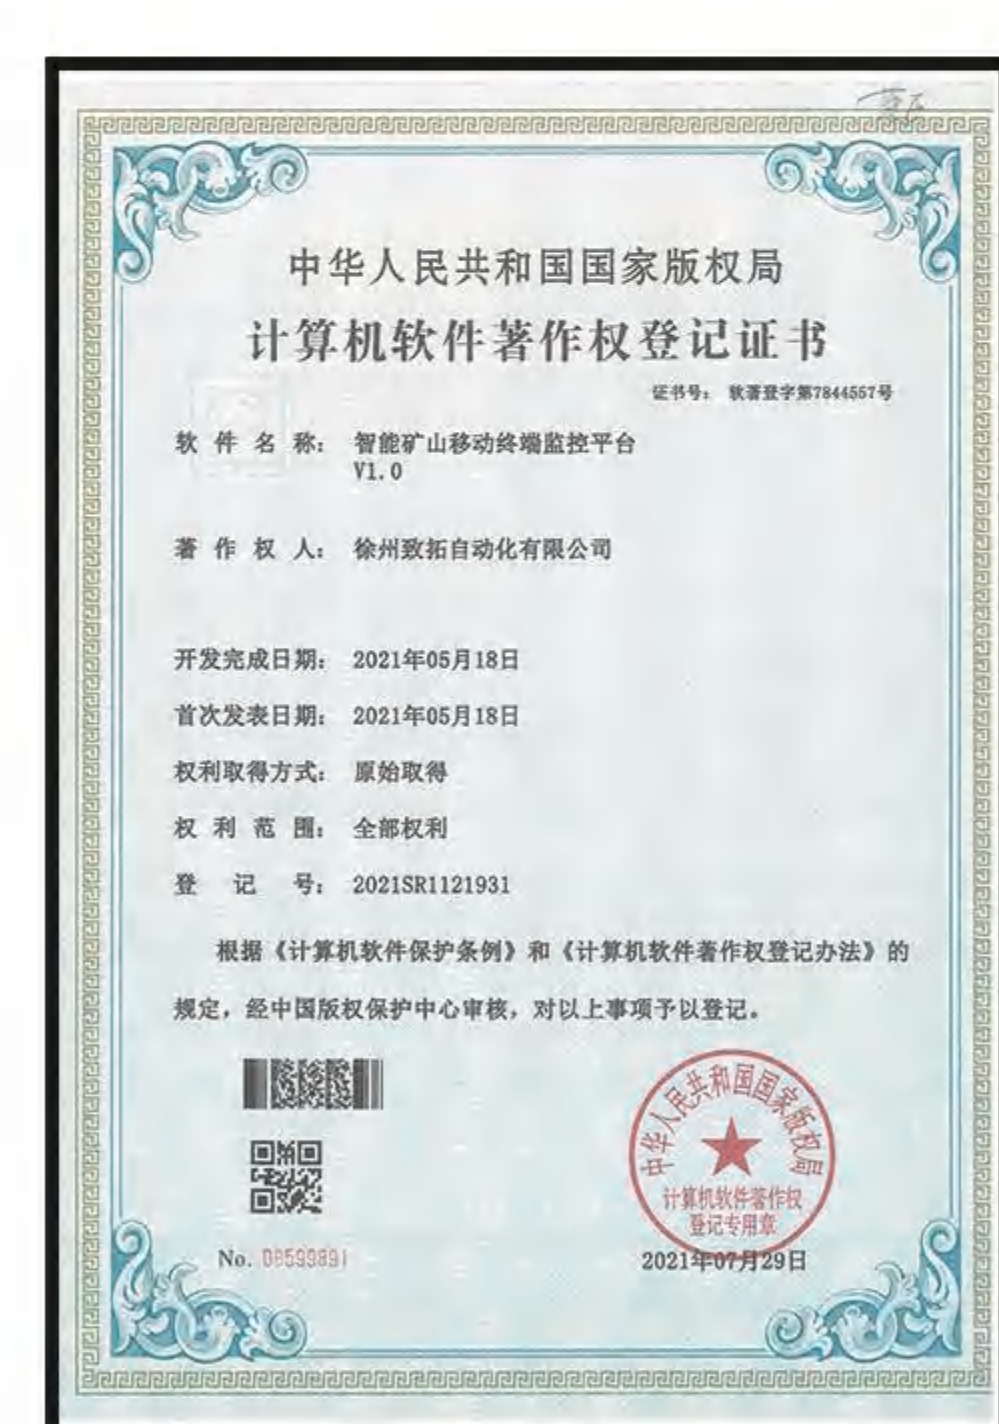 中华人民共和国国家版权局
计算机软件著作权登记证书
证书号: 软著登字第7844557号
软件名称: 智能矿山移动终端监控平台
V1.0
著作权人: 徐州致拓自动化有限公司
开发完成日期: 2021年05月18日
首次发表日期: 2021年05月18日
权利取得方式: 原始取得
权利范围: 全部权利
登记号: 2021SR1121931
根据《计算机软件保护条例》和《计算机软件著作权登记办法》的
规定，经中国版权保护中心审核，对以上事项予以登记。
中华人民共和国国家版权局
计算机软件著作权
登记专用章
No. 08599891
2021年07月29日